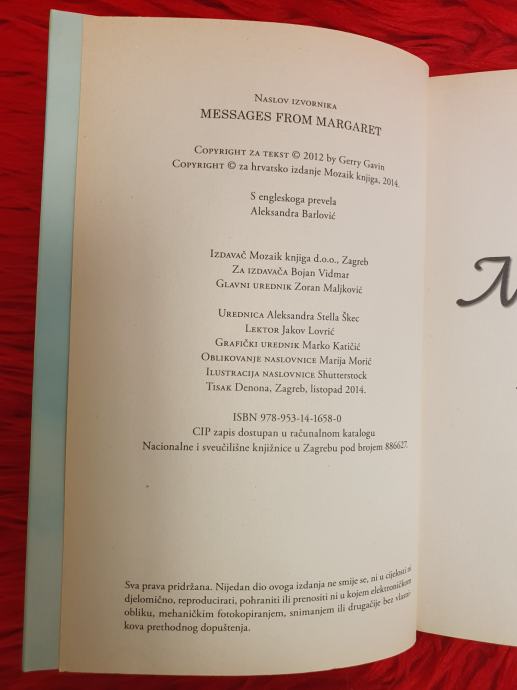 Naslov izvornika
MESSAGES FROM MARGARET
Copyright za tekst © 2012 by Gerry Gavin
Copyright © za hrvatsko izdanje Mozaik knjiga, 2014.
S engleskoga prevela
Aleksandra Barlović
Izdavač Mozaik knjiga d.o.o., Zagreb
Za izdavača Bojan Vidmar
Glavni urednik Zoran Maljković
Urednica Aleksandra Stella Škec
Lektor Jakov Lovrić
Grafički urednik Marko Katičić
Oblikovanje naslovnice Marija Morić
Ilustracija naslovnice Shutterstock
Tisak Denona, Zagreb, listopad 2014.
ISBN 978-953-14-1658-0
CIP zapis dostupan u računalnom katalogu
Nacionalne i sveučilišne knjižnice u Zagrebu pod brojem 886627.
Sva prava pridržana. Nijedan dio ovoga izdanja ne smije se, ni u cijelosti ni
djelomično, reproducirati, pohraniti ili prenositi ni u kojem elektroničkom
obliku, mehaničkim fotokopiranjem, snimanjem ili drugačije bez vlasni-
kova prethodnog dopuštenja.
M